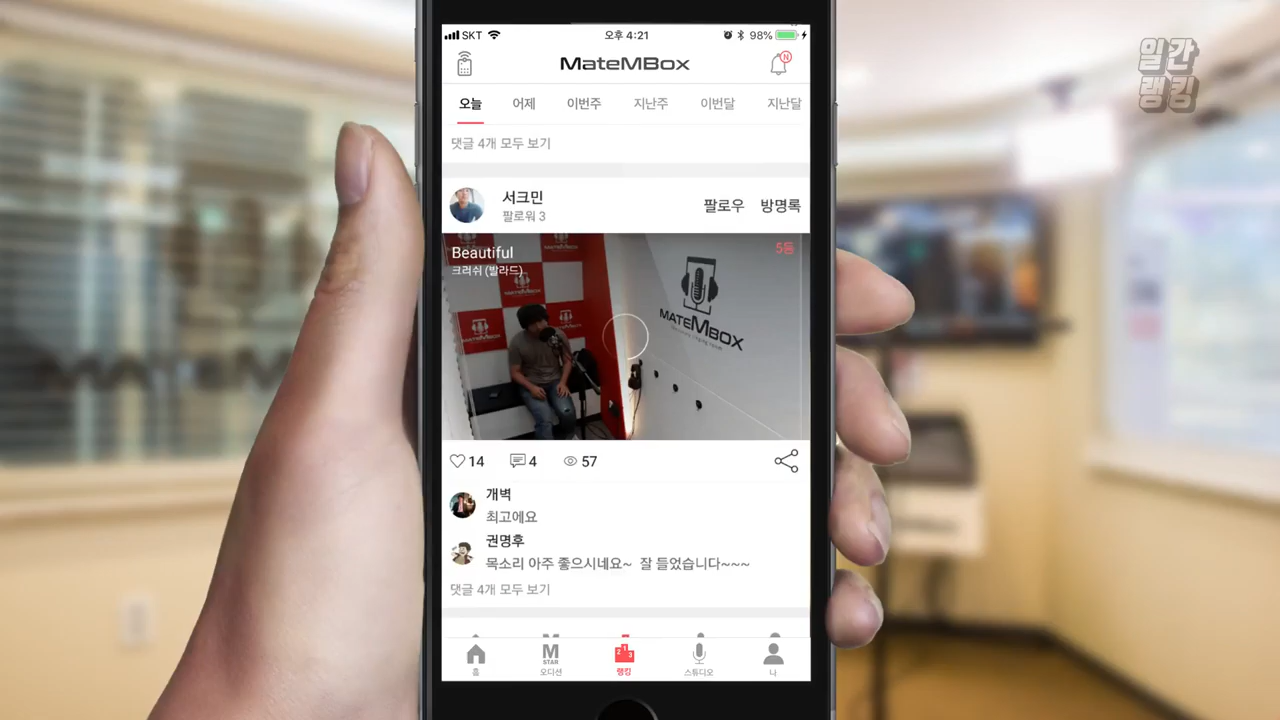 SKT
오후 4:21
98%
MateMBox
N
일간
랭킹
오늘 어제 이번주 지난주 이번달 지난달
댓글 4개 모두 보기
서크민
팔로워 3
팔로우 방명록
Beautiful
크러쉬 (발라드)
5등
MATEMBOX
14 4 57
개벽
최고에요
권명후
목소리 아주 좋으시네요~ 잘 들었습니다~~~
댓글 4개 모두 보기
홈 M STAR 오디션 랭킹 스튜디오 나